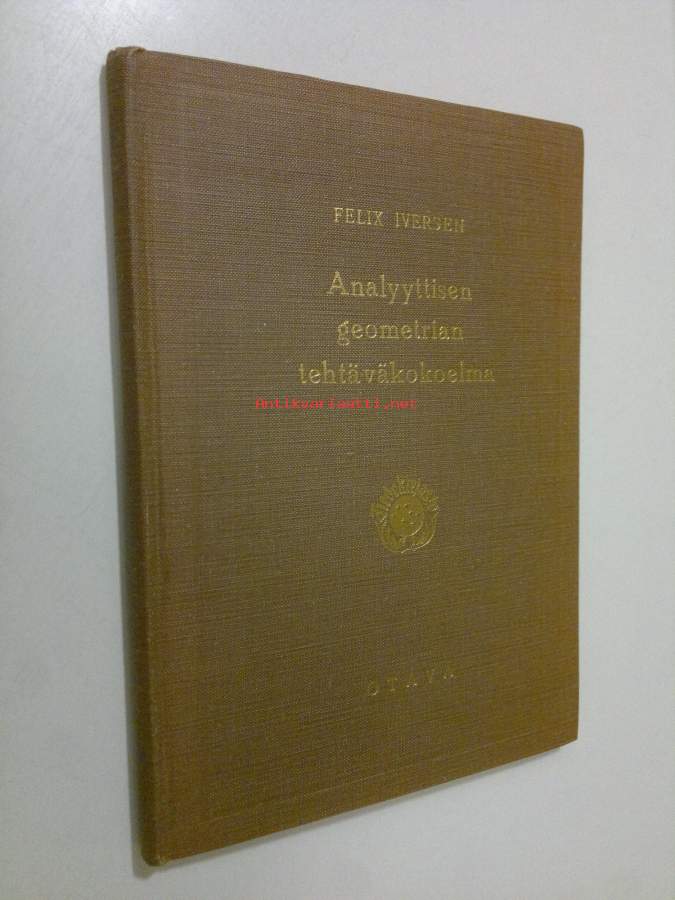 FELIX IVERSEN
Analyyttisen
geometrian
tehtäväkokoelma
Antikvariaatti.net
OTAVA